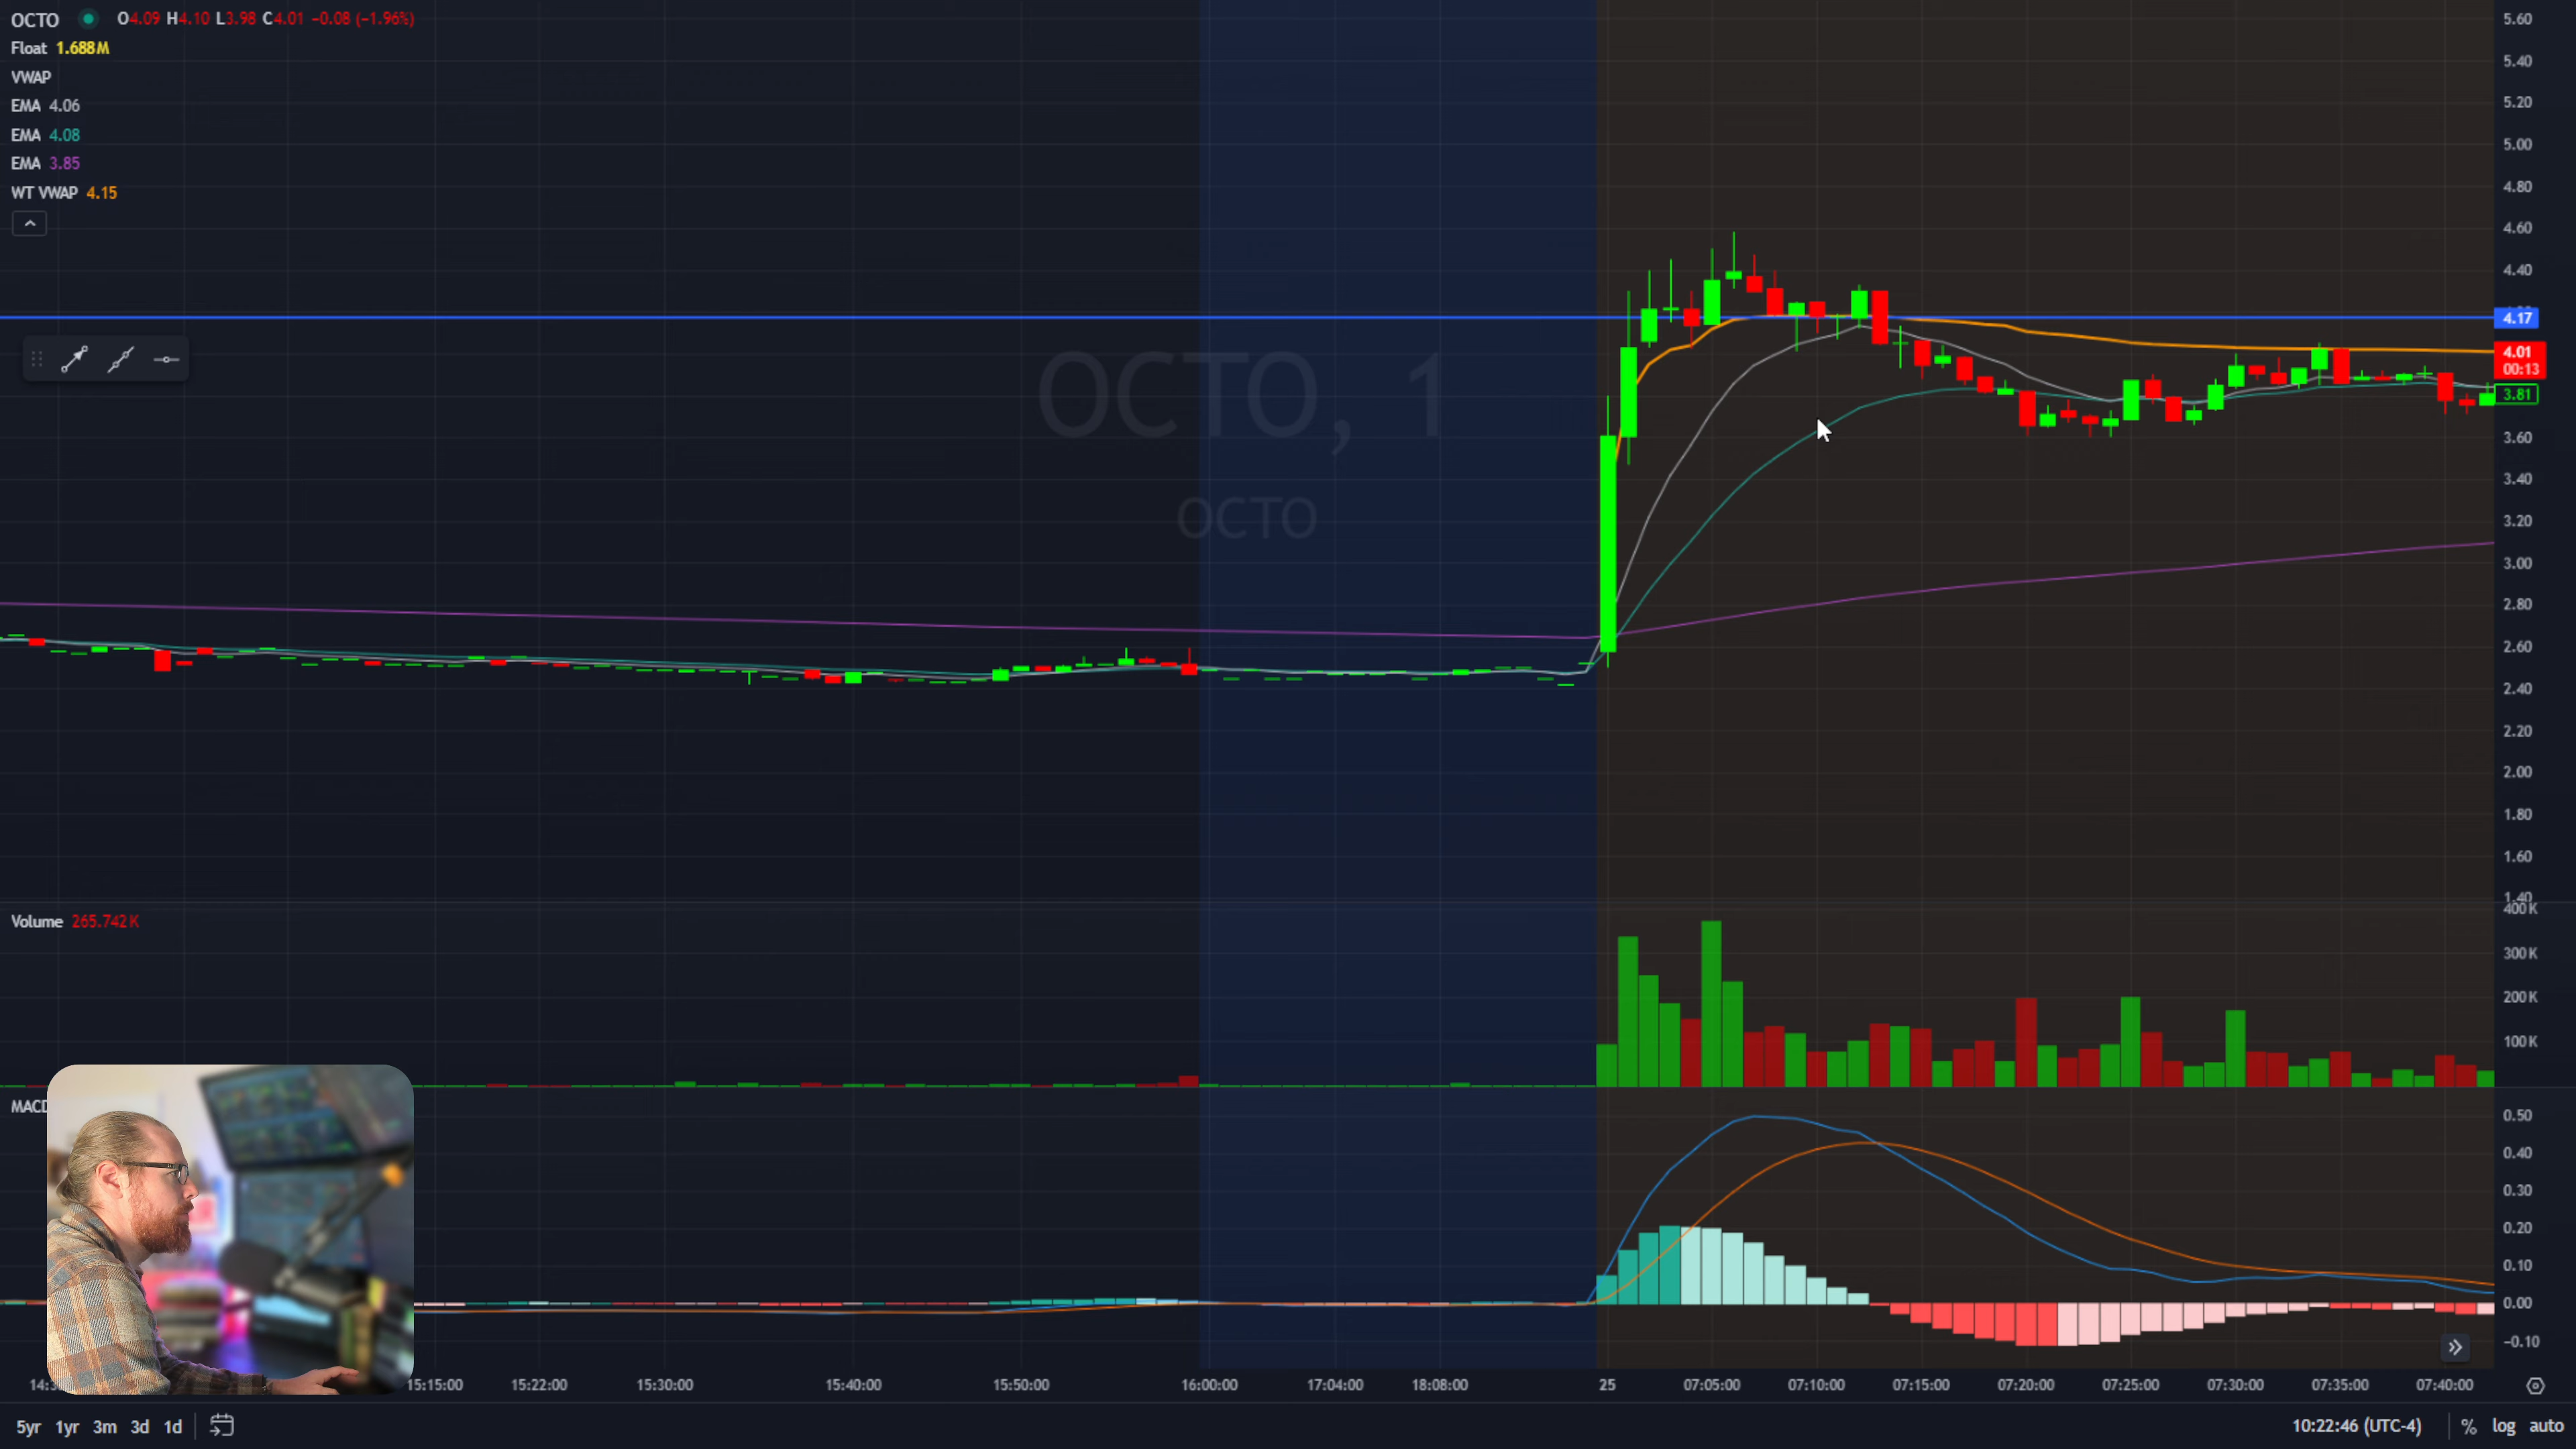 OCTO O4.09 H4.10 L3.98 C4.01 −0.08 (−1.96%)
Float 1.688M
VWAP
EMA 4.06
EMA 4.08
EMA 3.85
WT VWAP 4.15
OCTO, 1
OCTO
5.60
5.40
5.20
5.00
4.80
4.60
4.40
4.17
4.01
00:13
3.81
3.60
3.40
3.20
3.00
2.80
2.60
2.40
2.20
2.00
1.80
1.60
1.40
Volume 265.742K
400K
300K
200K
100K
MACD
0.50
0.40
0.30
0.20
0.10
0.00
−0.10
15:15:00 15:22:00 15:30:00 15:40:00 15:50:00 16:00:00 17:04:00 18:08:00 25 07:05:00 07:10:00 07:15:00 07:20:00 07:25:00 07:30:00 07:35:00 07:40:00
5yr 1yr 3m 3d 1d 10:22:46 (UTC-4) % log auto